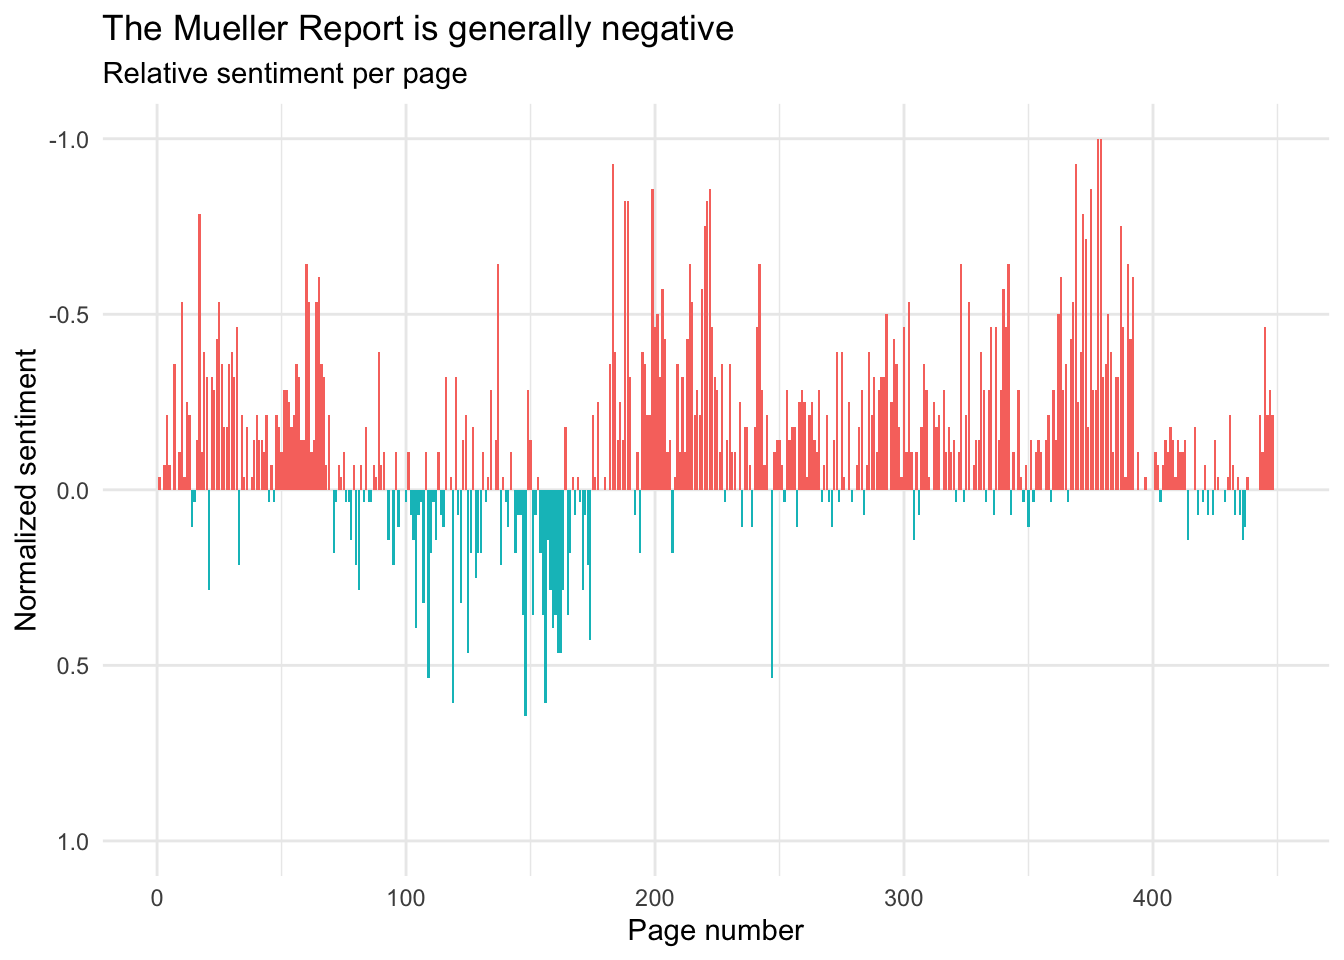 The Mueller Report is generally negative
Relative sentiment per page
Normalized sentiment
-1.0
-0.5
0.0
0.5
1.0
0 100 200 300 400
Page number